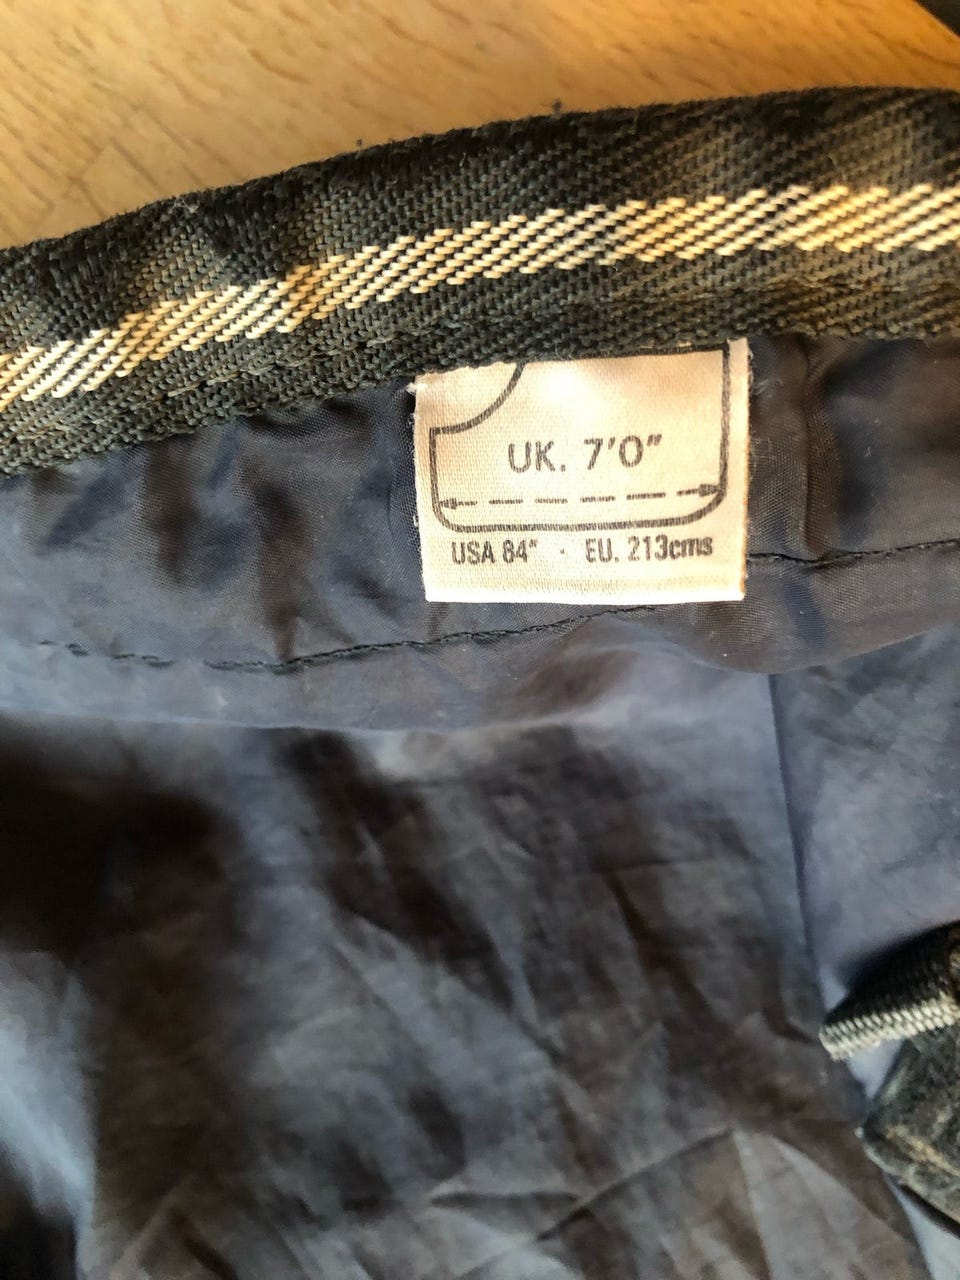 UK. 7'0"
USA 84" · EU. 213cms